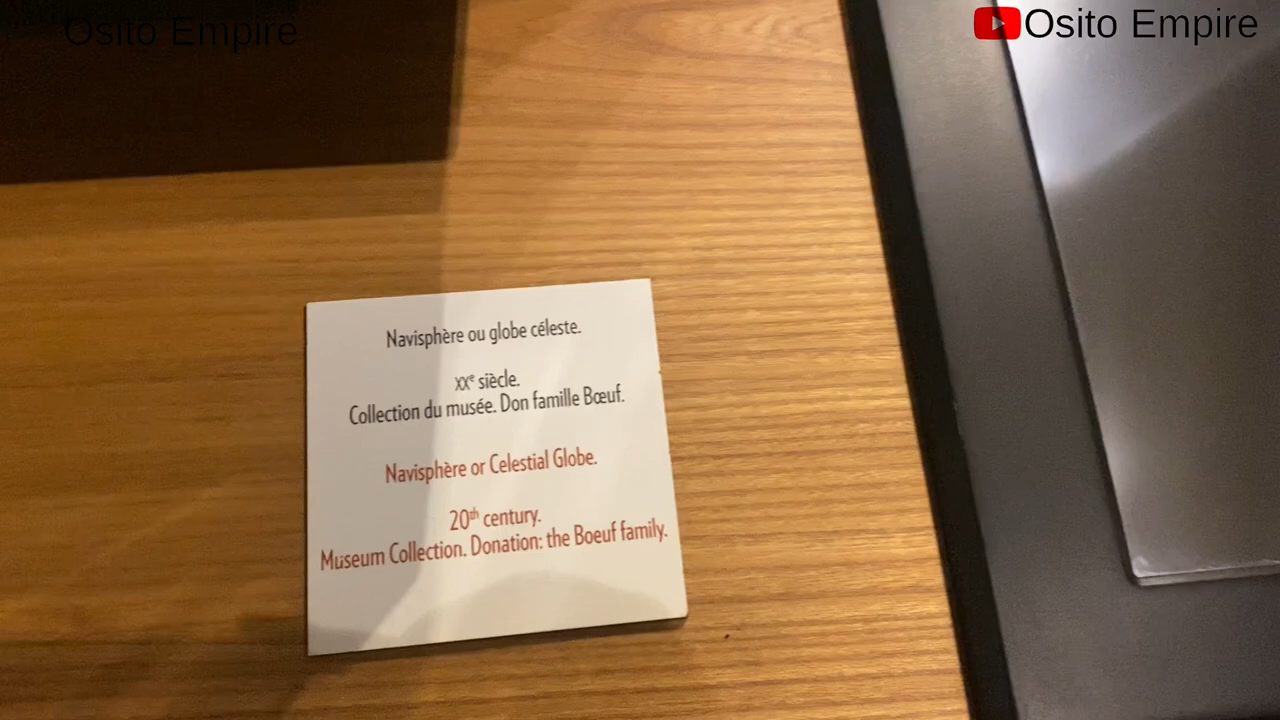 Osito Empire
Osito Empire
Navisphère ou globe céleste.
XXe siècle.
Collection du musée. Don famille Bœuf.
Navisphère or Celestial Globe.
20th century.
Museum Collection. Donation: the Boeuf family.